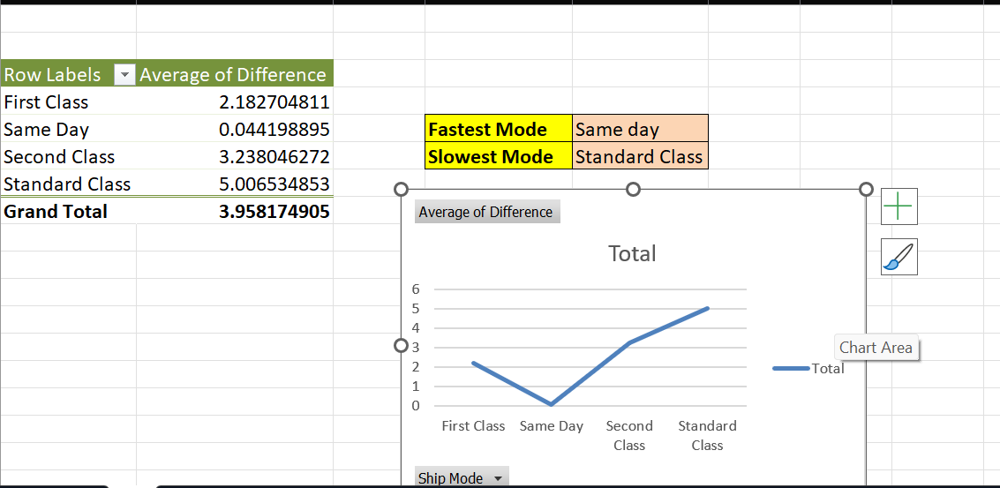 Row Labels Average of Difference
First Class 2.182704811
Same Day 0.044198895
Second Class 3.238046272
Standard Class 5.006534853
Grand Total 3.958174905
Fastest Mode Same day
Slowest Mode Standard Class
Average of Difference
Total
6
5
4
3
2
1
0
First Class Same Day Second Class Standard Class
Total
Chart Area
Ship Mode